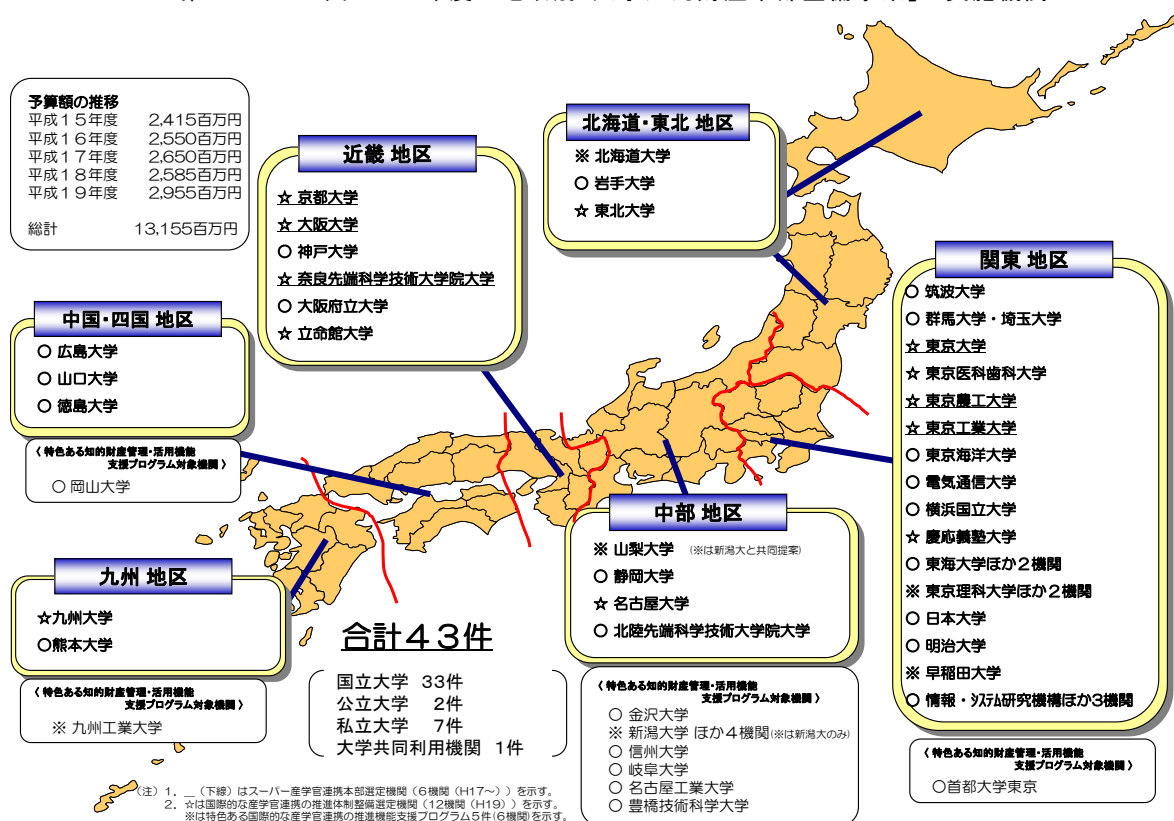 予算額の推移
平成15年度 2,415百万円
平成16年度 2,550百万円
平成17年度 2,650百万円
平成18年度 2,585百万円
平成19年度 2,955百万円
総計 13,155百万円
近畿 地区
☆ 京都大学
☆ 大阪大学
○ 神戸大学
☆ 奈良先端科学技術大学院大学
○ 大阪府立大学
☆ 立命館大学
北海道・東北 地区
※ 北海道大学
○ 岩手大学
☆ 東北大学
関東 地区
○ 筑波大学
○ 群馬大学・埼玉大学
☆ 東京大学
☆ 東京医科歯科大学
☆ 東京農工大学
☆ 東京工業大学
○ 東京海洋大学
○ 電気通信大学
○ 横浜国立大学
☆ 慶応義塾大学
○ 東海大学ほか2機関
※ 東京理科大学ほか2機関
○ 日本大学
○ 明治大学
※ 早稲田大学
○ 情報・システム研究機構ほか3機関
〈 特色ある知的財産管理・活用機能
支援プログラム対象機関 〉
○首都大学東京
中国・四国 地区
○ 広島大学
○ 山口大学
○ 徳島大学
〈 特色ある知的財産管理・活用機能
支援プログラム対象機関 〉
○ 岡山大学
九州 地区
☆九州大学
○熊本大学
〈 特色ある知的財産管理・活用機能
支援プログラム対象機関 〉
※ 九州工業大学
中部 地区
※ 山梨大学 (※は新潟大と共同提案)
○ 静岡大学
☆ 名古屋大学
○ 北陸先端科学技術大学院大学
〈 特色ある知的財産管理・活用機能
支援プログラム対象機関 〉
○ 金沢大学
※ 新潟大学 ほか4機関(※は新潟大のみ)
○ 信州大学
○ 岐阜大学
○ 名古屋工業大学
○ 豊橋技術科学大学
合計43件
国立大学 33件
公立大学 2件
私立大学 7件
大学共同利用機関 1件
(注) 1. __(下線)はスーパー産学官連携本部選定機関(6機関(H17~))を示す。
2. ☆は国際的な産学官連携の推進体制整備選定機関(12機関(H19))を示す。
※は特色ある国際的な産学官連携の推進機能支援プログラム5件(6機関)を示す。